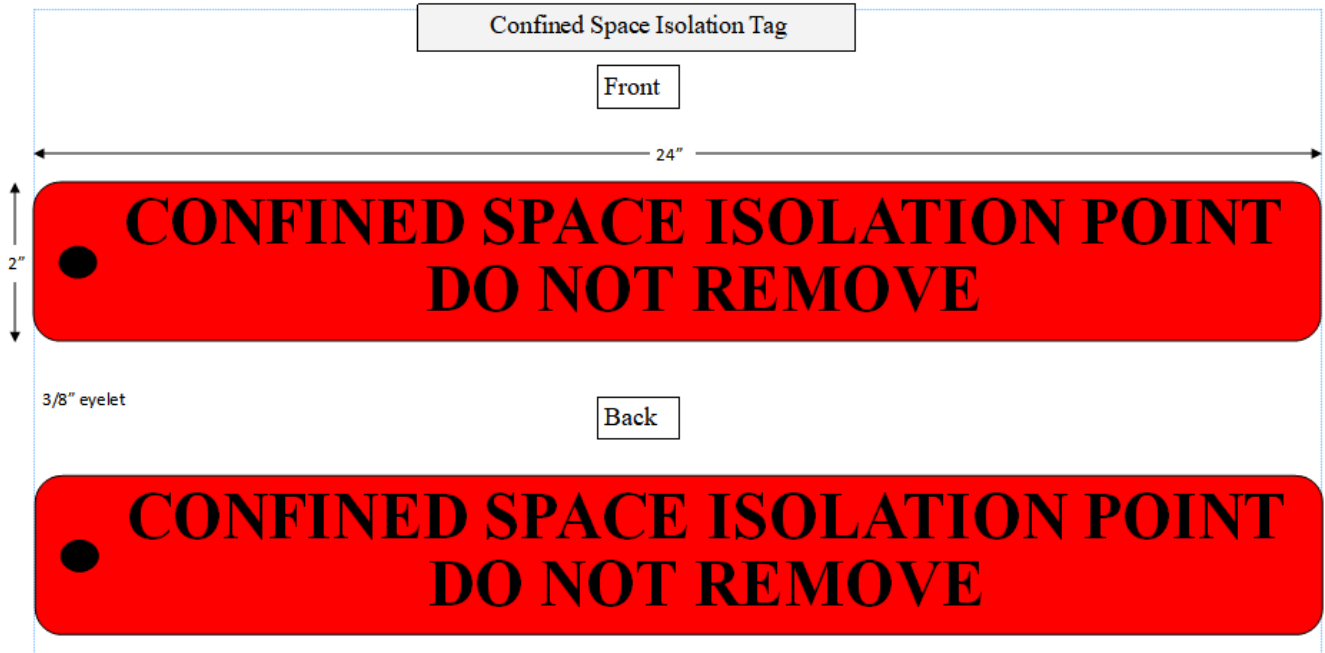 Confined Space Isolation Tag
Front
24”
CONFINED SPACE ISOLATION POINT
2”
DO NOT REMOVE
3/8” eyelet
Back
CONFINED SPACE ISOLATION POINT
DO NOT REMOVE